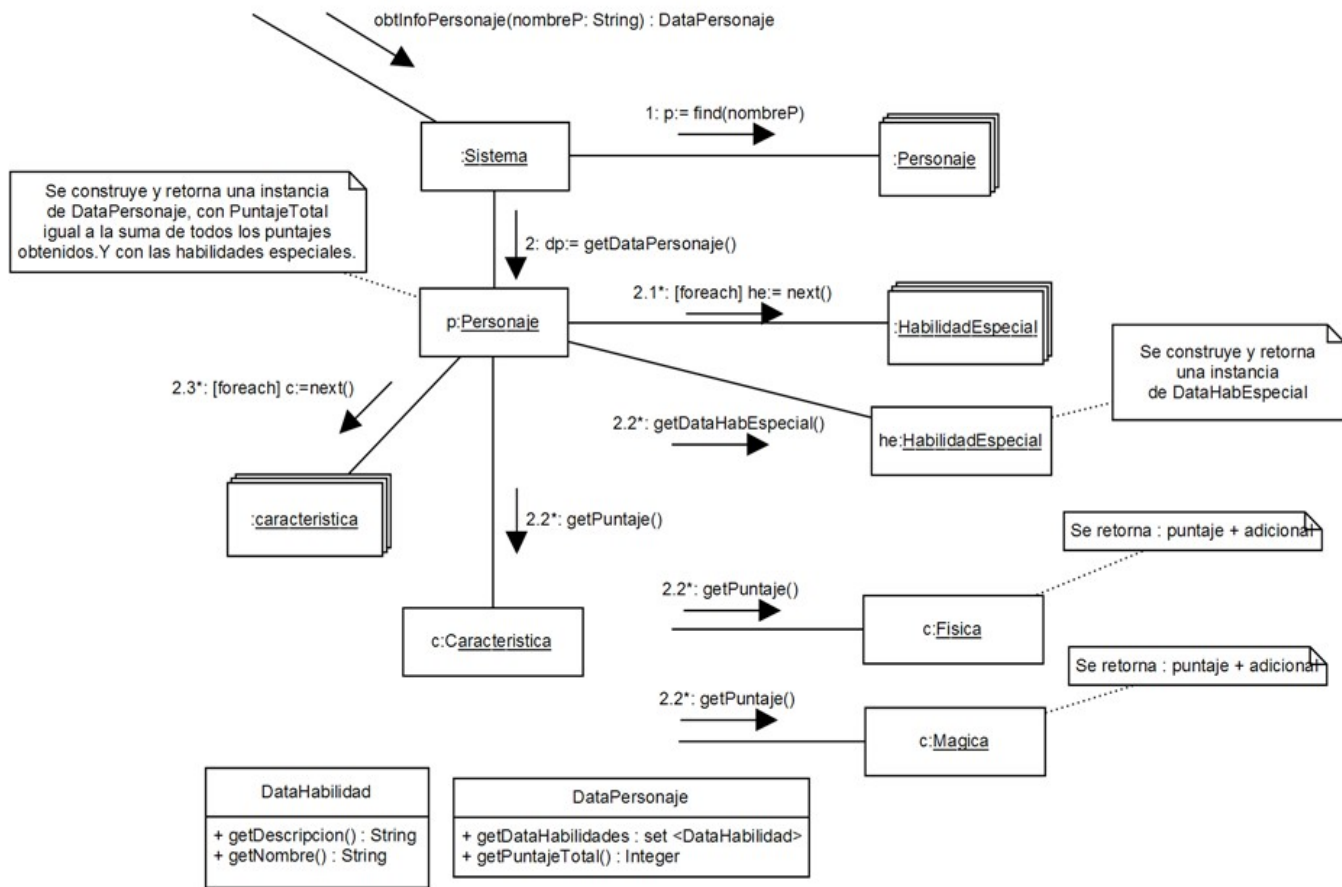 obtInfoPersonaje(nombreP: String) : DataPersonaje
1: p:= find(nombreP)
:Sistema
:Personaje
Se construye y retorna una instancia
de DataPersonaje, con PuntajeTotal
igual a la suma de todos los puntajes
obtenidos.Y con las habilidades especiales.
2: dp:= getDataPersonaje()
2.1*: [foreach] he:= next()
p:Personaje
:HabilidadEspecial
Se construye y retorna
una instancia
de DataHabEspecial
2.3*: [foreach] c:=next()
2.2*: getDataHabEspecial()
he:HabilidadEspecial
:caracteristica
2.2*: getPuntaje()
Se retorna : puntaje + adicional
2.2*: getPuntaje()
c:Caracteristica
c:Fisica
Se retorna : puntaje + adicional
2.2*: getPuntaje()
c:Magica
DataHabilidad
+ getDescripcion() : String
+ getNombre() : String
DataPersonaje
+ getDataHabilidades : set <DataHabilidad>
+ getPuntajeTotal() : Integer